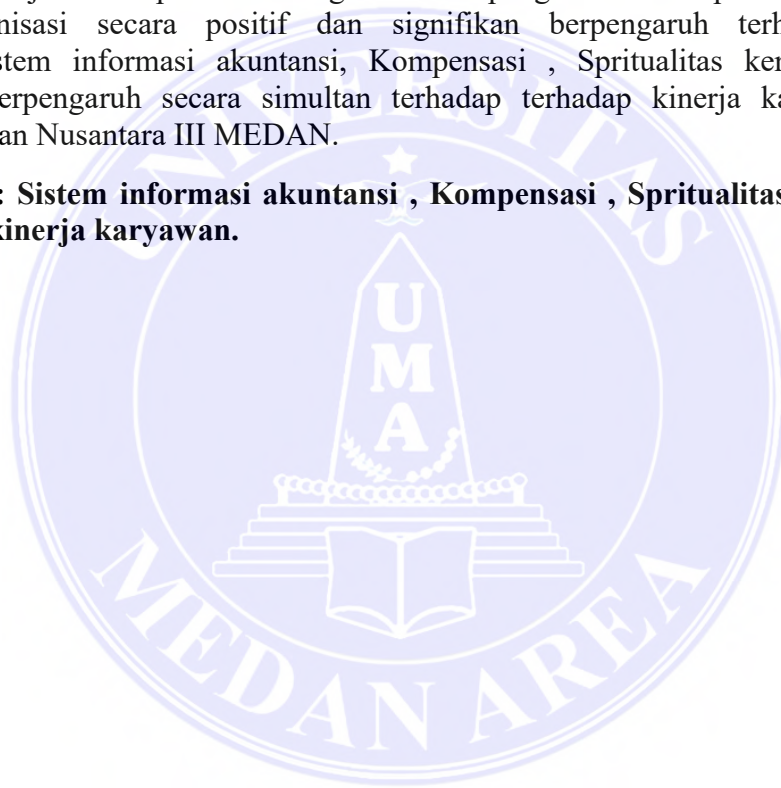 nisasi secara positif dan signifikan berpengaruh terh
stem informasi akuntansi, Kompensasi , Spritualitas ker
erpengaruh secara simultan terhadap terhadap kinerja ka
an Nusantara III MEDAN.
: Sistem informasi akuntansi , Kompensasi , Spritualitas
kinerja karyawan.
UNIVERSITAS
UMA
MEDAN AREA